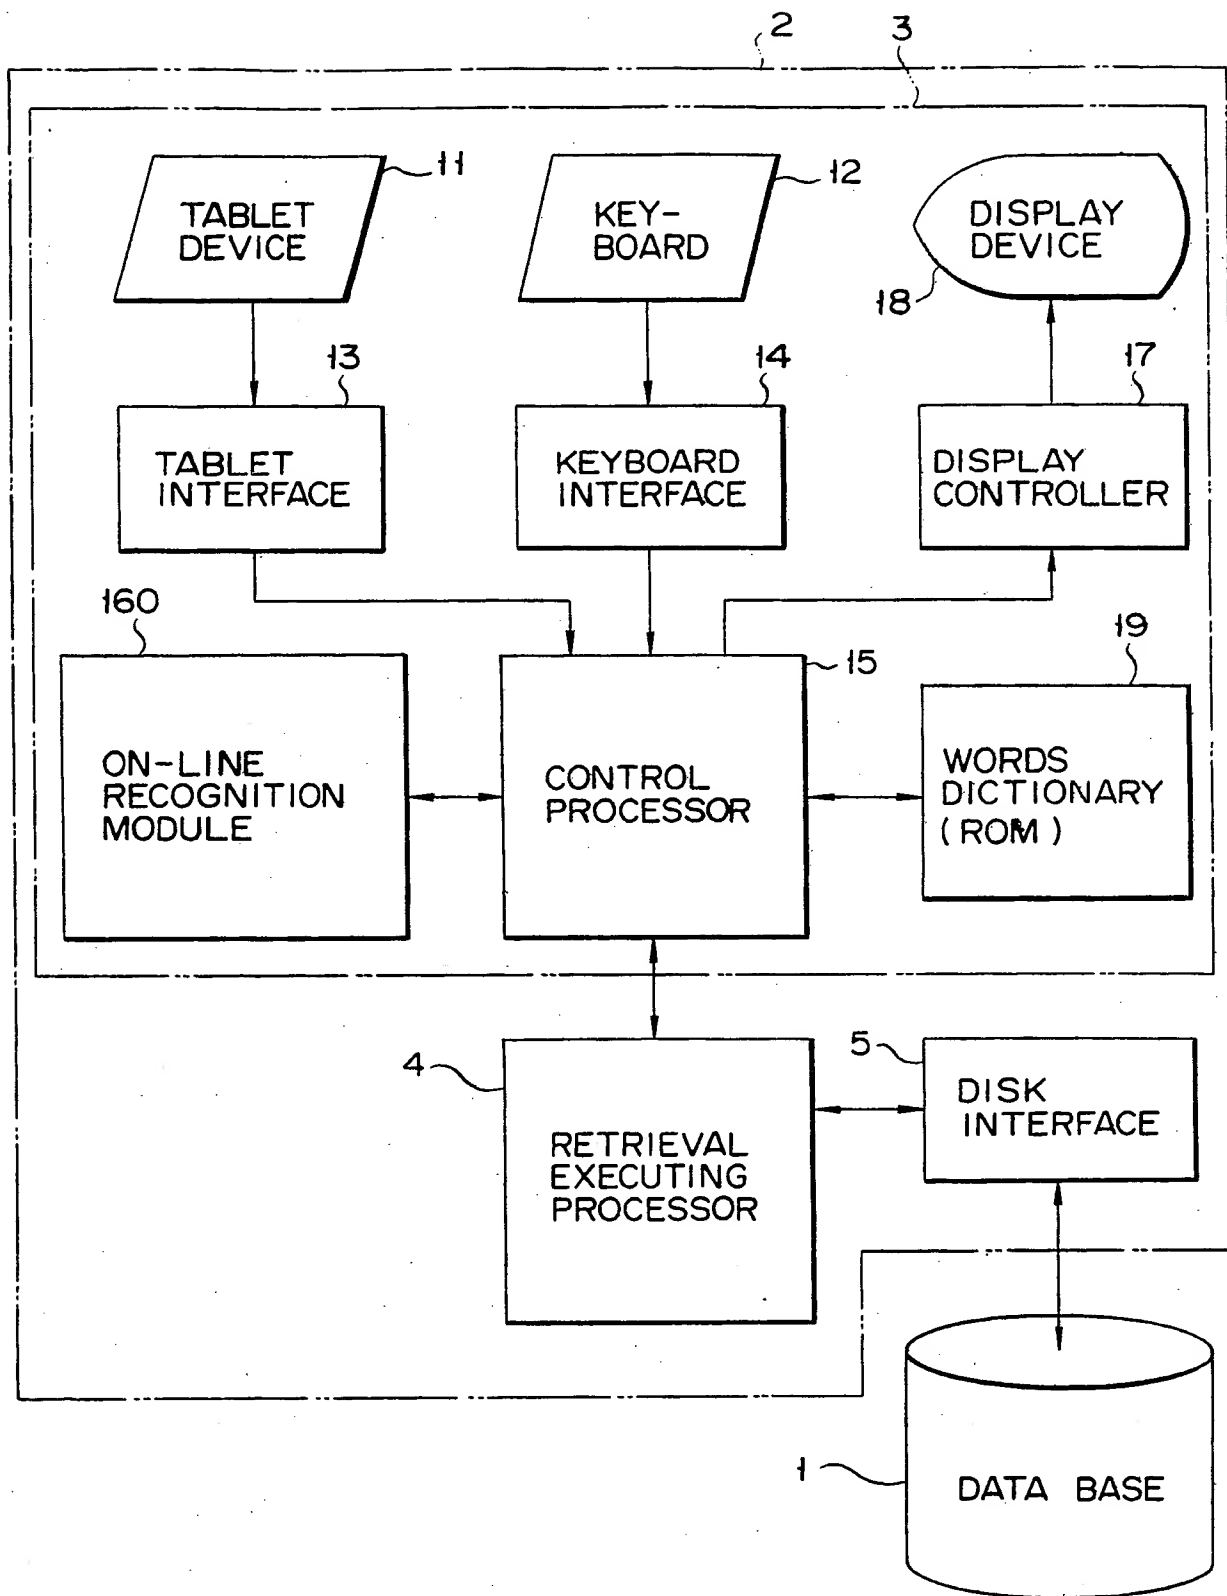 2
3
11
TABLET
DEVICE
12
KEY-
BOARD
DISPLAY
DEVICE
18
13
TABLET
INTERFACE
14
KEYBOARD
INTERFACE
17
DISPLAY
CONTROLLER
160
ON-LINE
RECOGNITION
MODULE
15
CONTROL
PROCESSOR
19
WORDS
DICTIONARY
(ROM)
4
RETRIEVAL
EXECUTING
PROCESSOR
5
DISK
INTERFACE
1
DATA BASE